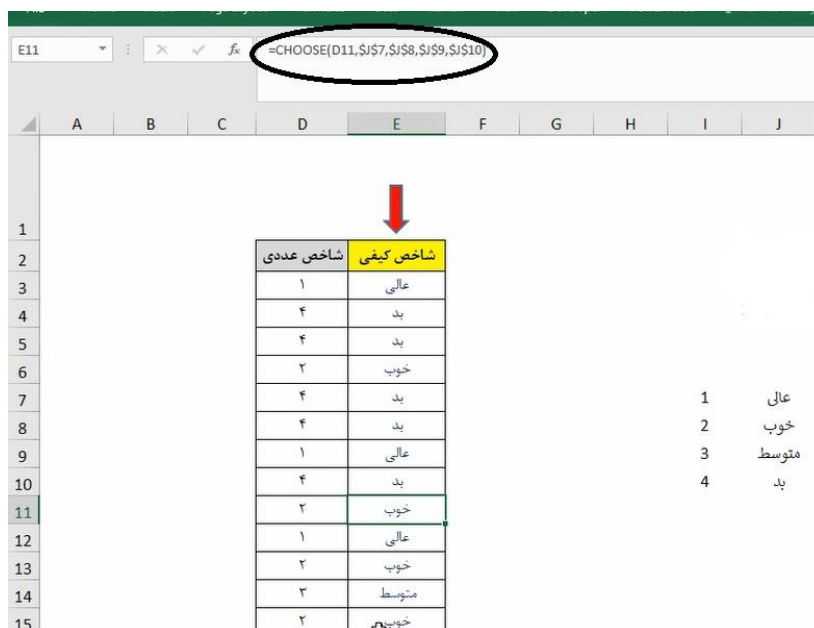 E11 fx =CHOOSE(D11,$J$7,$J$8,$J$9,$J$10)
A B C D E F G H I J
1
2 شاخص عددی شاخص کیفی
3 ۱ عالی
4 ۴ بد
5 ۴ بد
6 ۲ خوب
7 ۴ بد 1 عالی
8 ۴ بد 2 خوب
9 ۱ عالی 3 متوسط
10 ۴ بد 4 بد
11 ۲ خوب
12 ۱ عالی
13 ۲ خوب
14 ۳ متوسط
15 ۲ خوب